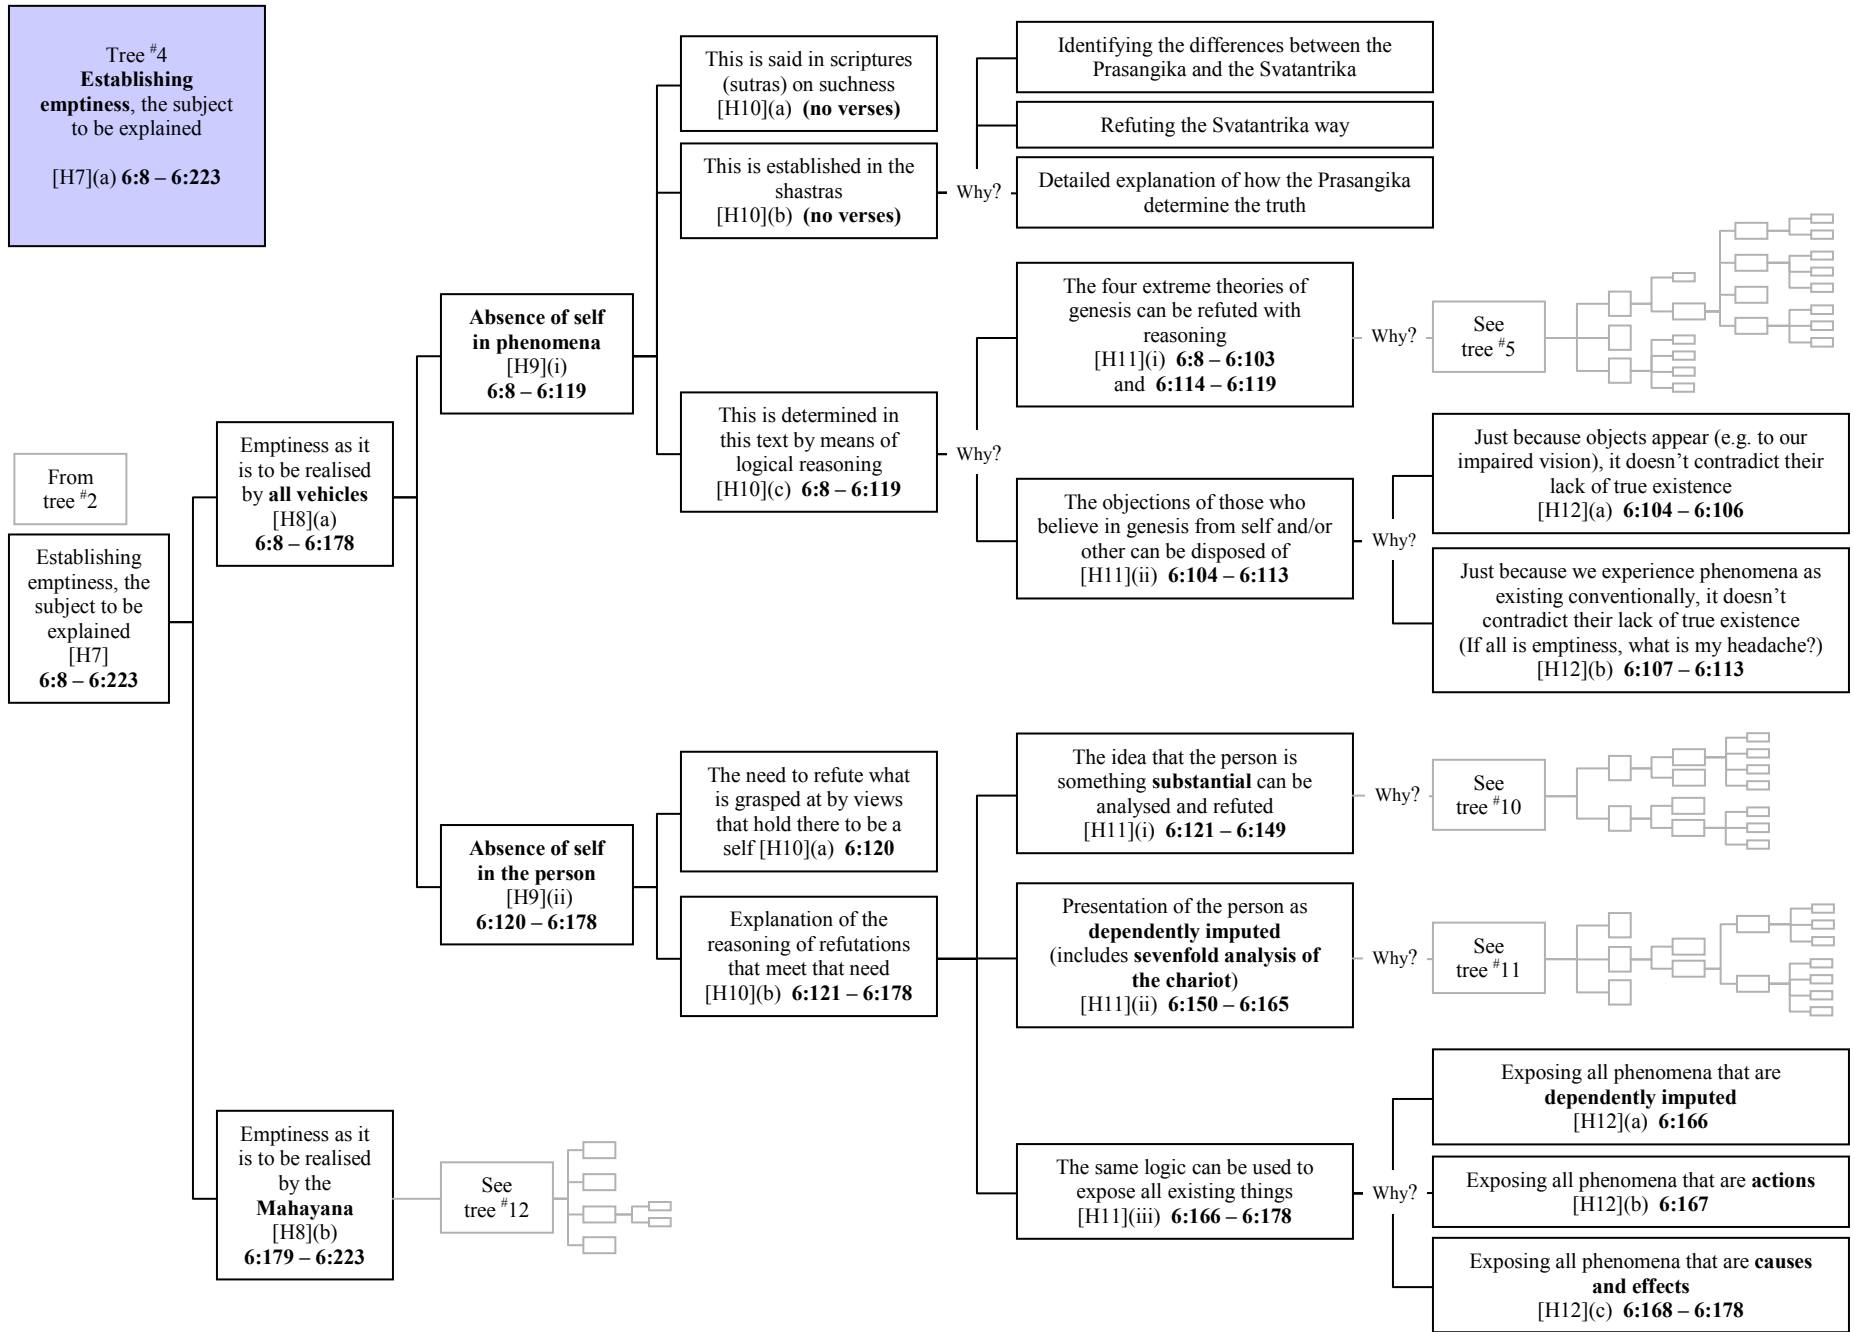 Tree #4
Establishing
emptiness, the subject
to be explained
[H7](a) 6:8 – 6:223
From
tree #2
Establishing
emptiness, the
subject to be
explained
[H7]
6:8 – 6:223
Emptiness as it
is to be realised
by all vehicles
[H8](a)
6:8 – 6:178
Absence of self
in phenomena
[H9](i)
6:8 – 6:119
This is said in scriptures
(sutras) on suchness
[H10](a) (no verses)
This is established in the
shastras
[H10](b) (no verses)
Why?
Identifying the differences between the
Prasangika and the Svatantrika
Refuting the Svatantrika way
Detailed explanation of how the Prasangika
determine the truth
This is determined in
this text by means of
logical reasoning
[H10](c) 6:8 – 6:119
Why?
The four extreme theories of
genesis can be refuted with
reasoning
[H11](i) 6:8 – 6:103
and 6:114 – 6:119
Why?
See
tree #5
The objections of those who
believe in genesis from self and/or
other can be disposed of
[H11](ii) 6:104 – 6:113
Why?
Just because objects appear (e.g. to our
impaired vision), it doesn't contradict their
lack of true existence
[H12](a) 6:104 – 6:106
Just because we experience phenomena as
existing conventionally, it doesn't
contradict their lack of true existence
(If all is emptiness, what is my headache?)
[H12](b) 6:107 – 6:113
Absence of self
in the person
[H9](ii)
6:120 – 6:178
The need to refute what
is grasped at by views
that hold there to be a
self [H10](a) 6:120
Explanation of the
reasoning of refutations
that meet that need
[H10](b) 6:121 – 6:178
The idea that the person is
something substantial can be
analysed and refuted
[H11](i) 6:121 – 6:149
Why?
See
tree #10
Presentation of the person as
dependently imputed
(includes sevenfold analysis of
the chariot)
[H11](ii) 6:150 – 6:165
Why?
See
tree #11
The same logic can be used to
expose all existing things
[H11](iii) 6:166 – 6:178
Why?
Exposing all phenomena that are
dependently imputed
[H12](a) 6:166
Exposing all phenomena that are actions
[H12](b) 6:167
Exposing all phenomena that are causes
and effects
[H12](c) 6:168 – 6:178
Emptiness as it
is to be realised
by the
Mahayana
[H8](b)
6:179 – 6:223
See
tree #12